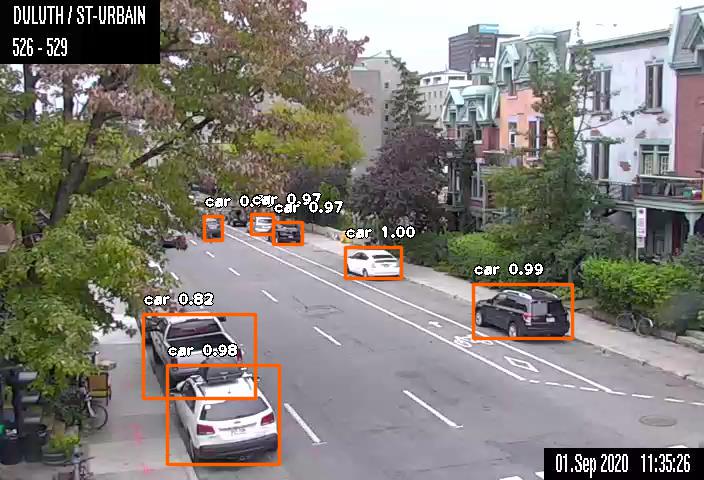 DULUTH / ST-URBAIN
526 - 529
car 0.97
car 0.97
car 1.00
car 0.99
car 0.82
car 0.98
01.Sep 2020 11:35:26